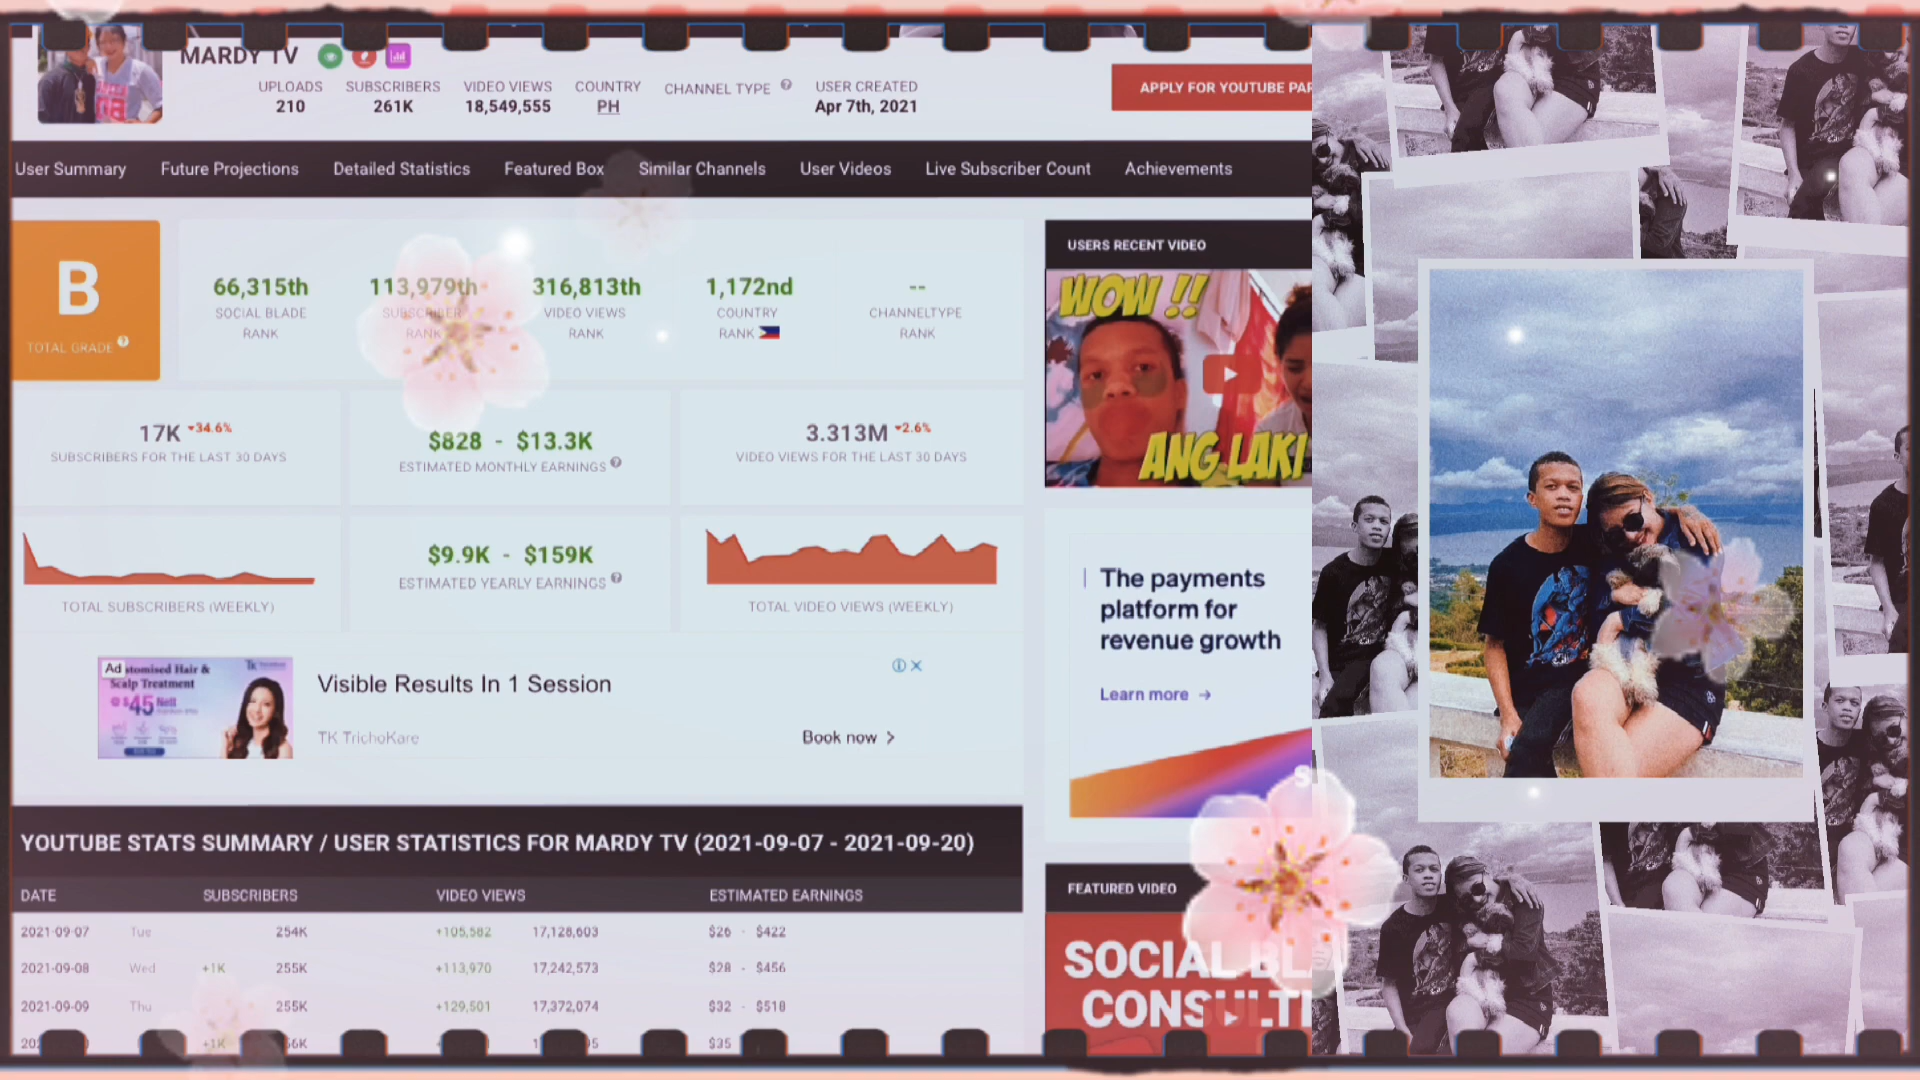 MARDY TV
UPLOADS
210
SUBSCRIBERS
261K
VIDEO VIEWS
18,549,555
COUNTRY
PH
CHANNEL TYPE
USER CREATED
Apr 7th, 2021
APPLY FOR YOUTUBE
User Summary
Future Projections
Detailed Statistics
Featured Box
Similar Channels
User Videos
Live Subscriber Count
Achievements
B
TOTAL GRADE
66,315th
SOCIAL BLADE
RANK
113,979th
SUBSCRIBER
RANK
316,813th
VIDEO VIEWS
RANK
1,172nd
COUNTRY
RANK
--
CHANNELTYPE
RANK
17K -34.6%
SUBSCRIBERS FOR THE LAST 30 DAYS
$828 - $13.3K
ESTIMATED MONTHLY EARNINGS
3.313M -2.6%
VIDEO VIEWS FOR THE LAST 30 DAYS
TOTAL SUBSCRIBERS (WEEKLY)
$9.9K - $159K
ESTIMATED YEARLY EARNINGS
TOTAL VIDEO VIEWS (WEEKLY)
USERS RECENT VIDEO
WOW !!
ANG LAKI
The payments
platform for
revenue growth
Learn more →
Ad
Hair &
Scalp Treatment
$45
Visible Results In 1 Session
TK TrichoKare
Book now
YOUTUBE STATS SUMMARY / USER STATISTICS FOR MARDY TV (2021-09-07 - 2021-09-20)
DATE SUBSCRIBERS VIDEO VIEWS ESTIMATED EARNINGS
2021-09-07 Tue 254K +105,582 17,128,603 $26 - $422
2021-09-08 Wed +1K 255K +113,970 17,242,573 $28 - $456
2021-09-09 Thu 255K +129,501 17,372,074 $32 - $518
+1K $35
FEATURED VIDEO
SOCIAL